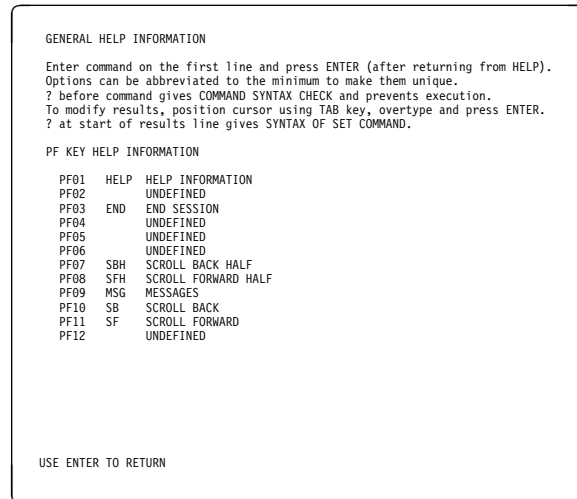 GENERAL HELP INFORMATION
Enter command on the first line and press ENTER (after returning from HELP).
Options can be abbreviated to the minimum to make them unique.
? before command gives COMMAND SYNTAX CHECK and prevents execution.
To modify results, position cursor using TAB key, overtype and press ENTER.
? at start of results line gives SYNTAX OF SET COMMAND.
PF KEY HELP INFORMATION
PF01 HELP HELP INFORMATION
PF02 UNDEFINED
PF03 END END SESSION
PF04 UNDEFINED
PF05 UNDEFINED
PF06 UNDEFINED
PF07 SBH SCROLL BACK HALF
PF08 SFH SCROLL FORWARD HALF
PF09 MSG MESSAGES
PF10 SB SCROLL BACK
PF11 SF SCROLL FORWARD
PF12 UNDEFINED
USE ENTER TO RETURN